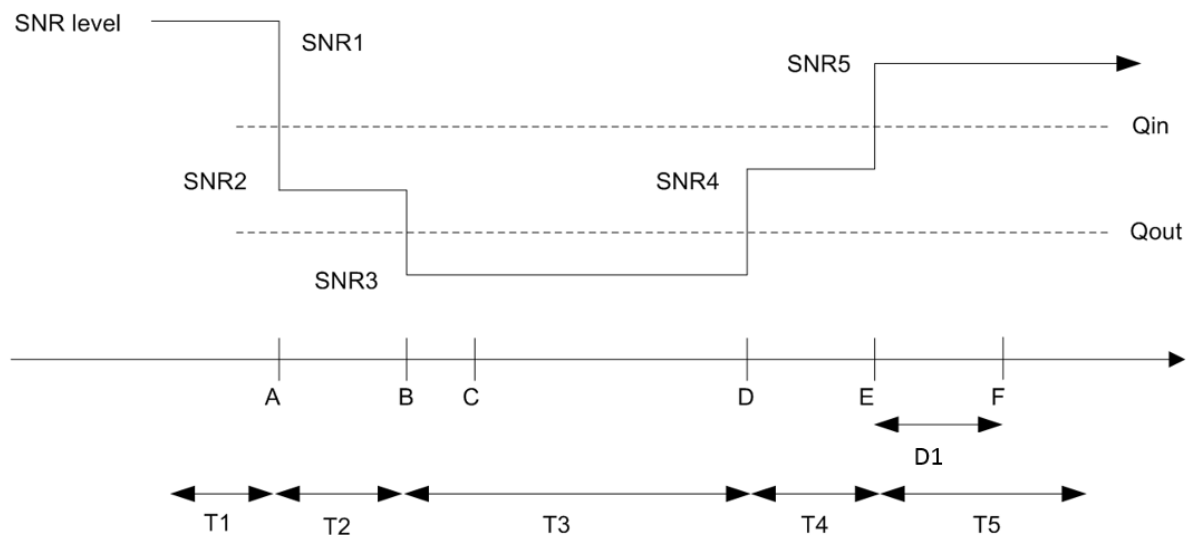 SNR level
SNR1
SNR5
Qin
SNR2
SNR4
Qout
SNR3
A B C D E F
D1
T1 T2 T3 T4 T5